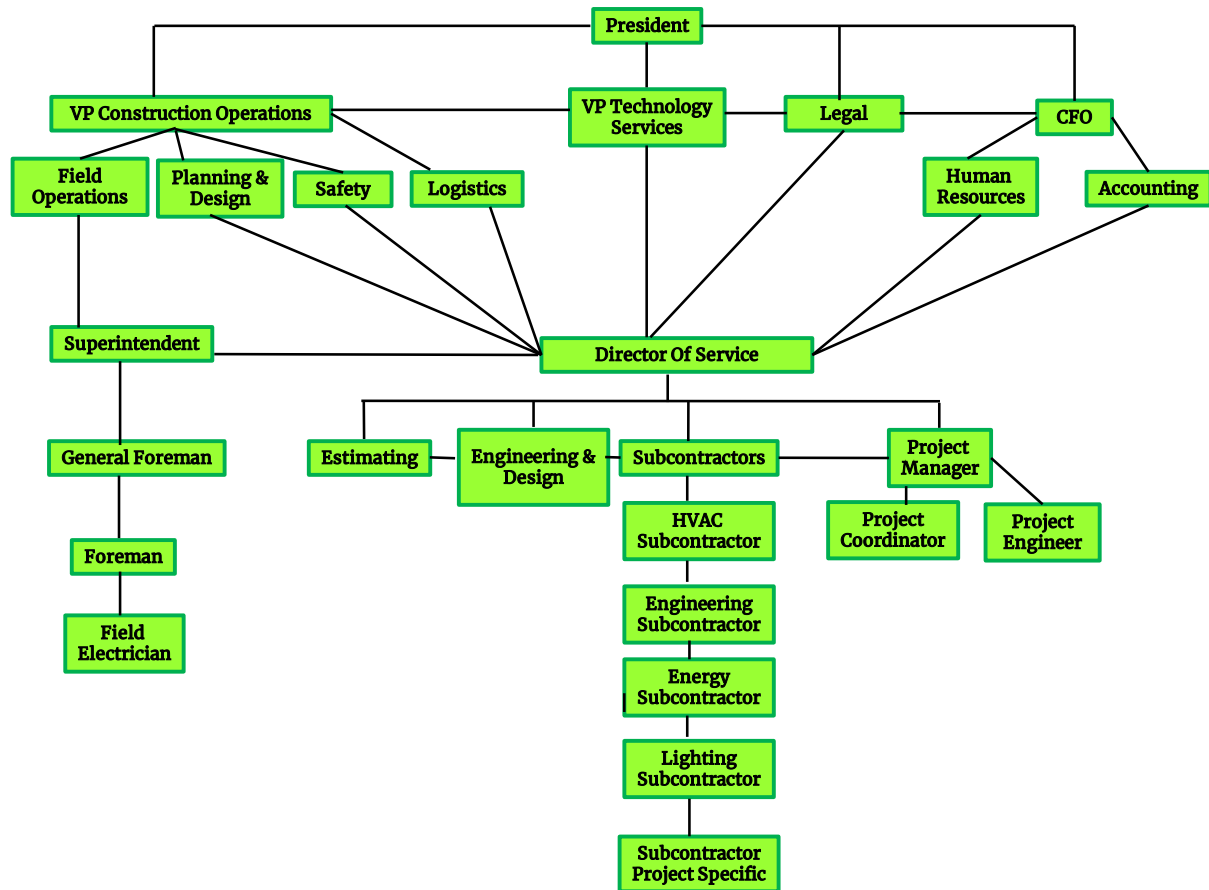 President
VP Construction Operations
VP Technology
Services
Legal
CFO
Field
Operations
Planning &
Design
Safety
Logistics
Human
Resources
Accounting
Superintendent
Director Of Service
General Foreman
Estimating
Engineering &
Design
Subcontractors
Project
Manager
HVAC
Subcontractor
Project
Coordinator
Project
Engineer
Foreman
Engineering
Subcontractor
Field
Electrician
Energy
Subcontractor
Lighting
Subcontractor
Subcontractor
Project Specific